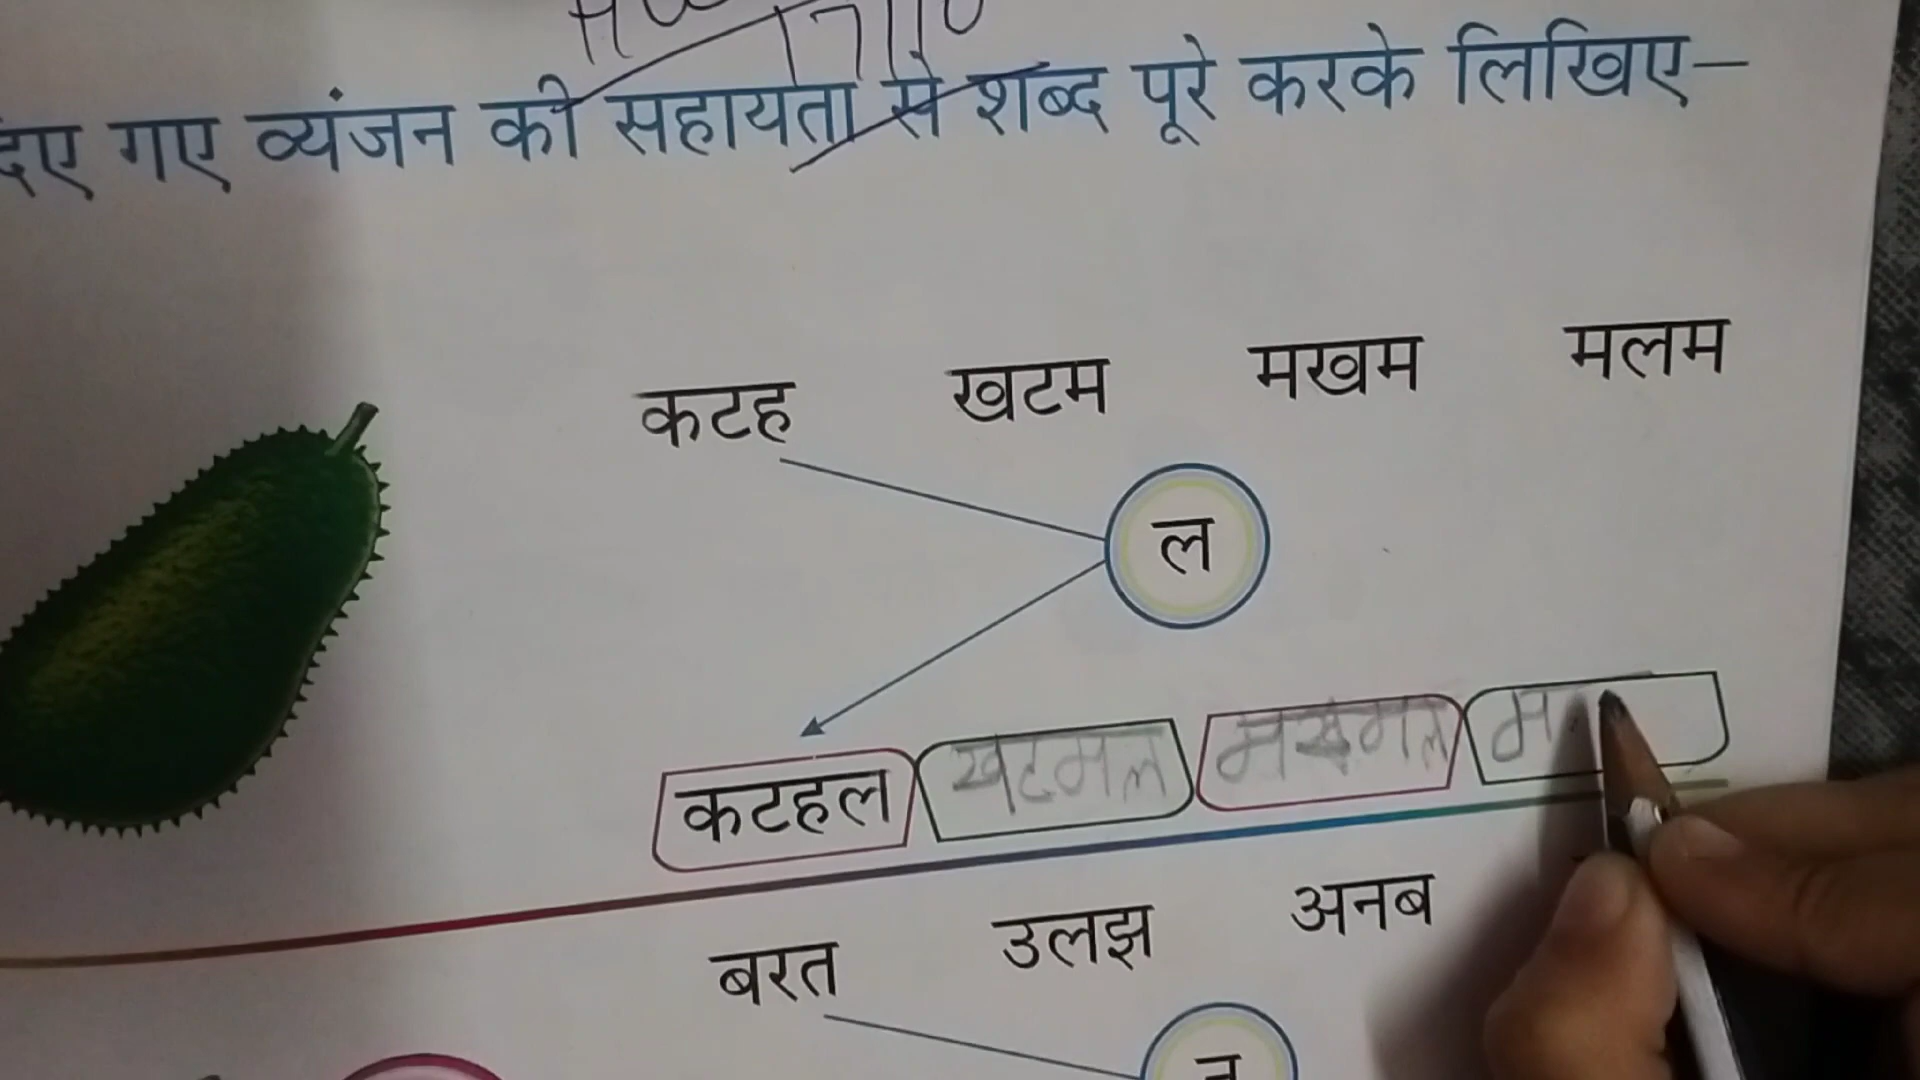 दिए गए व्यंजन की सहायता से शब्द पूरे करके लिखिए–
कटह खटम मखम मलम
ल
कटहल खटमल मखमल म
बरत उलझ अनब
न